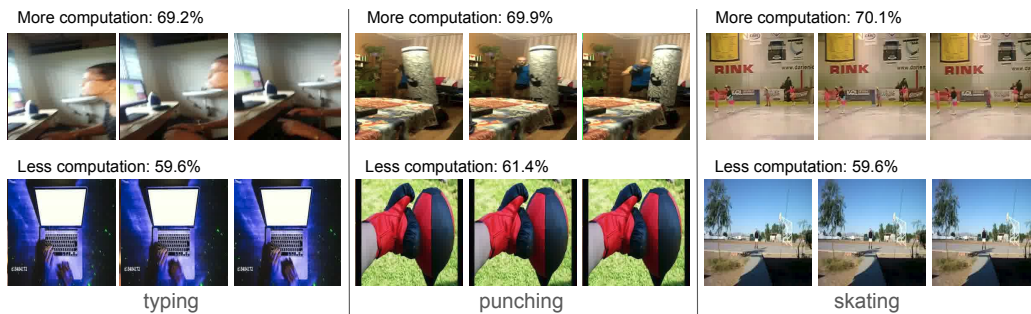 More computation: 69.2%
More computation: 69.9%
More computation: 70.1%
RINK
RINK
RINK
Less computation: 59.6%
Less computation: 61.4%
Less computation: 59.6%
typing
punching
skating